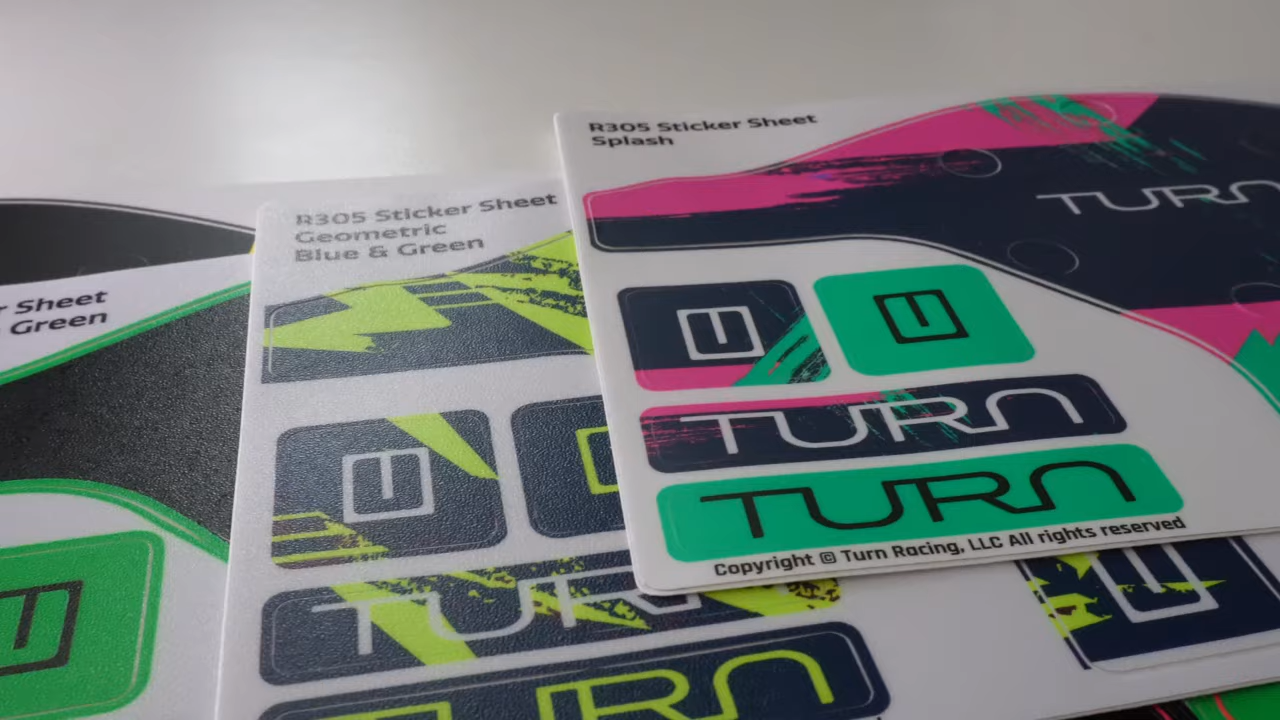 R305 Sticker Sheet
Splash
TURN
TURN
TURN
Copyright © Turn Racing, LLC All rights reserved
R305 Sticker Sheet
Geometric
Blue & Green
TURN
TURN
Sheet
Green